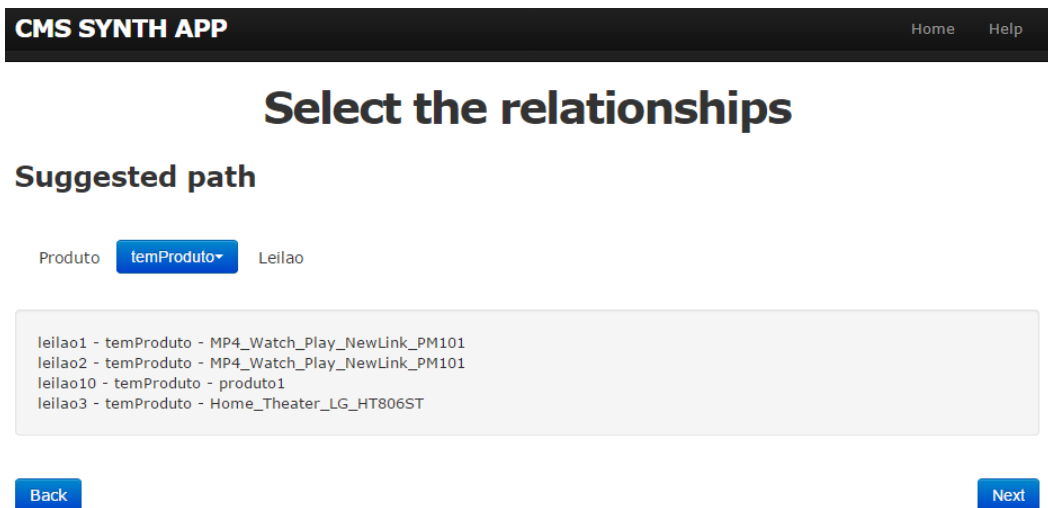 CMS SYNTH APP Home Help
Select the relationships
Suggested path
Produto temProduto Leilao
leilao1 - temProduto - MP4_Watch_Play_NewLink_PM101
leilao2 - temProduto - MP4_Watch_Play_NewLink_PM101
leilao10 - temProduto - produto1
leilao3 - temProduto - Home_Theater_LG_HT806ST
Back Next